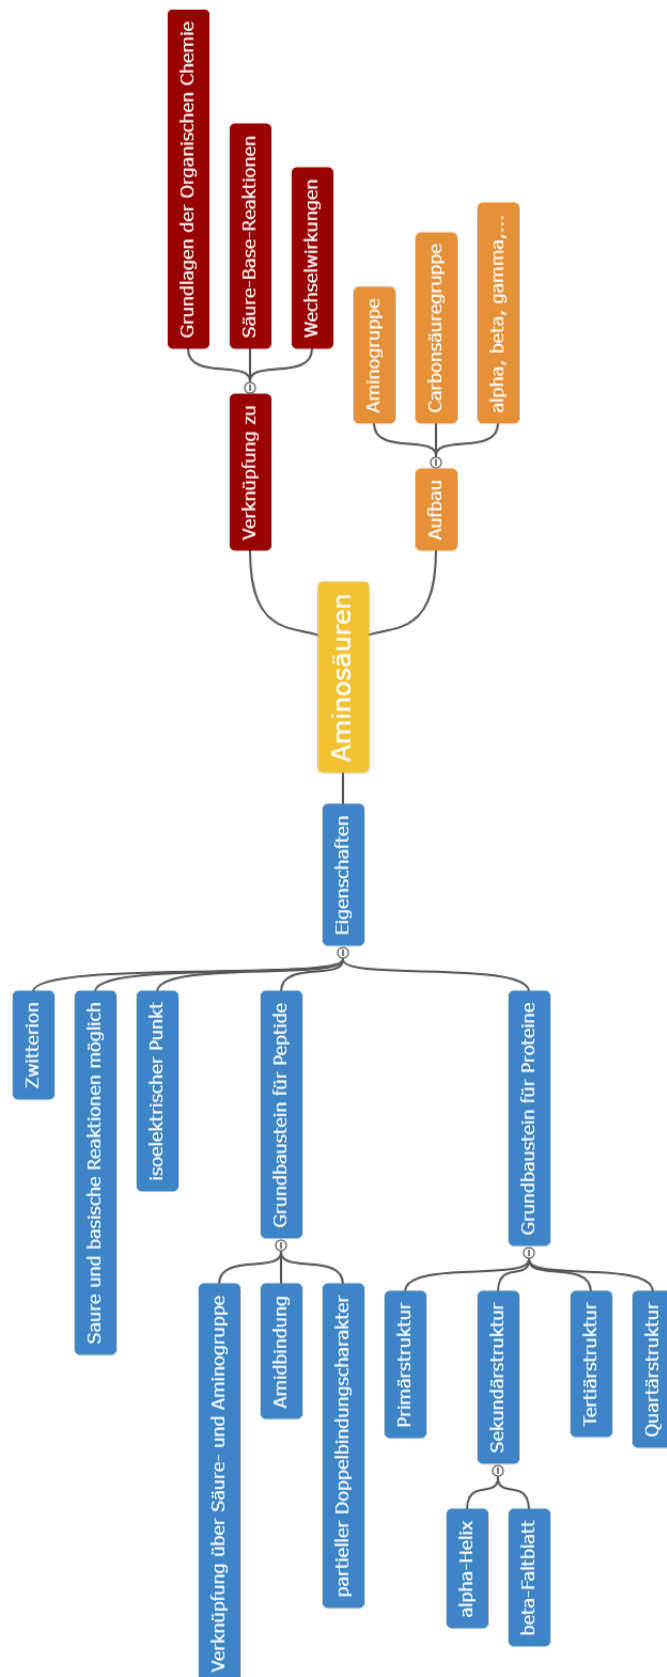 Aminosäuren
Verknüpfung zu
Grundlagen der Organischen Chemie
Säure-Base-Reaktionen
Wechselwirkungen
Aufbau
Aminogruppe
Carbonsäuregruppe
alpha, beta, gamma,...
Eigenschaften
Zwitterion
Saure und basische Reaktionen möglich
isoelektrischer Punkt
Grundbaustein für Peptide
Verknüpfung über Säure- und Aminogruppe
Amidbindung
partieller Doppelbindungscharakter
Grundbaustein für Proteine
Primärstruktur
Sekundärstruktur
alpha-Helix
beta-Faltblatt
Tertiärstruktur
Quartärstruktur